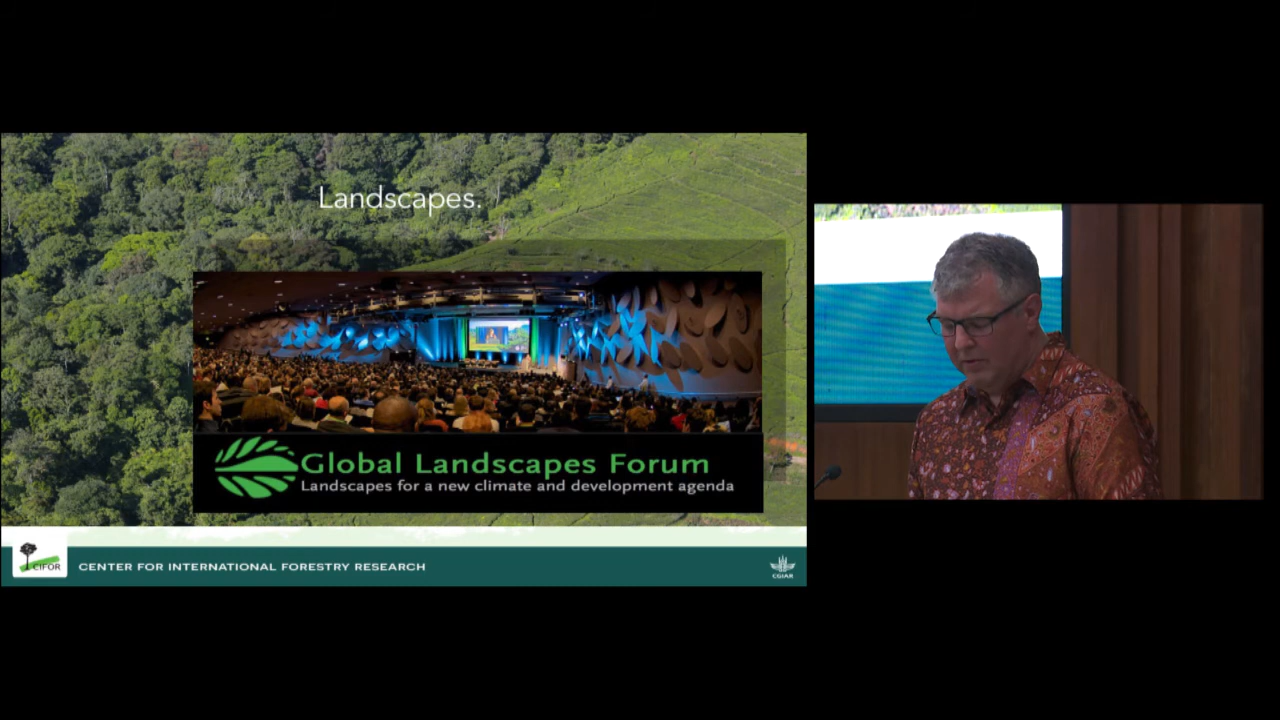 Landscapes.
Global Landscapes Forum
Landscapes for a new climate and development agenda
CIFOR
CENTER FOR INTERNATIONAL FORESTRY RESEARCH
CGIAR